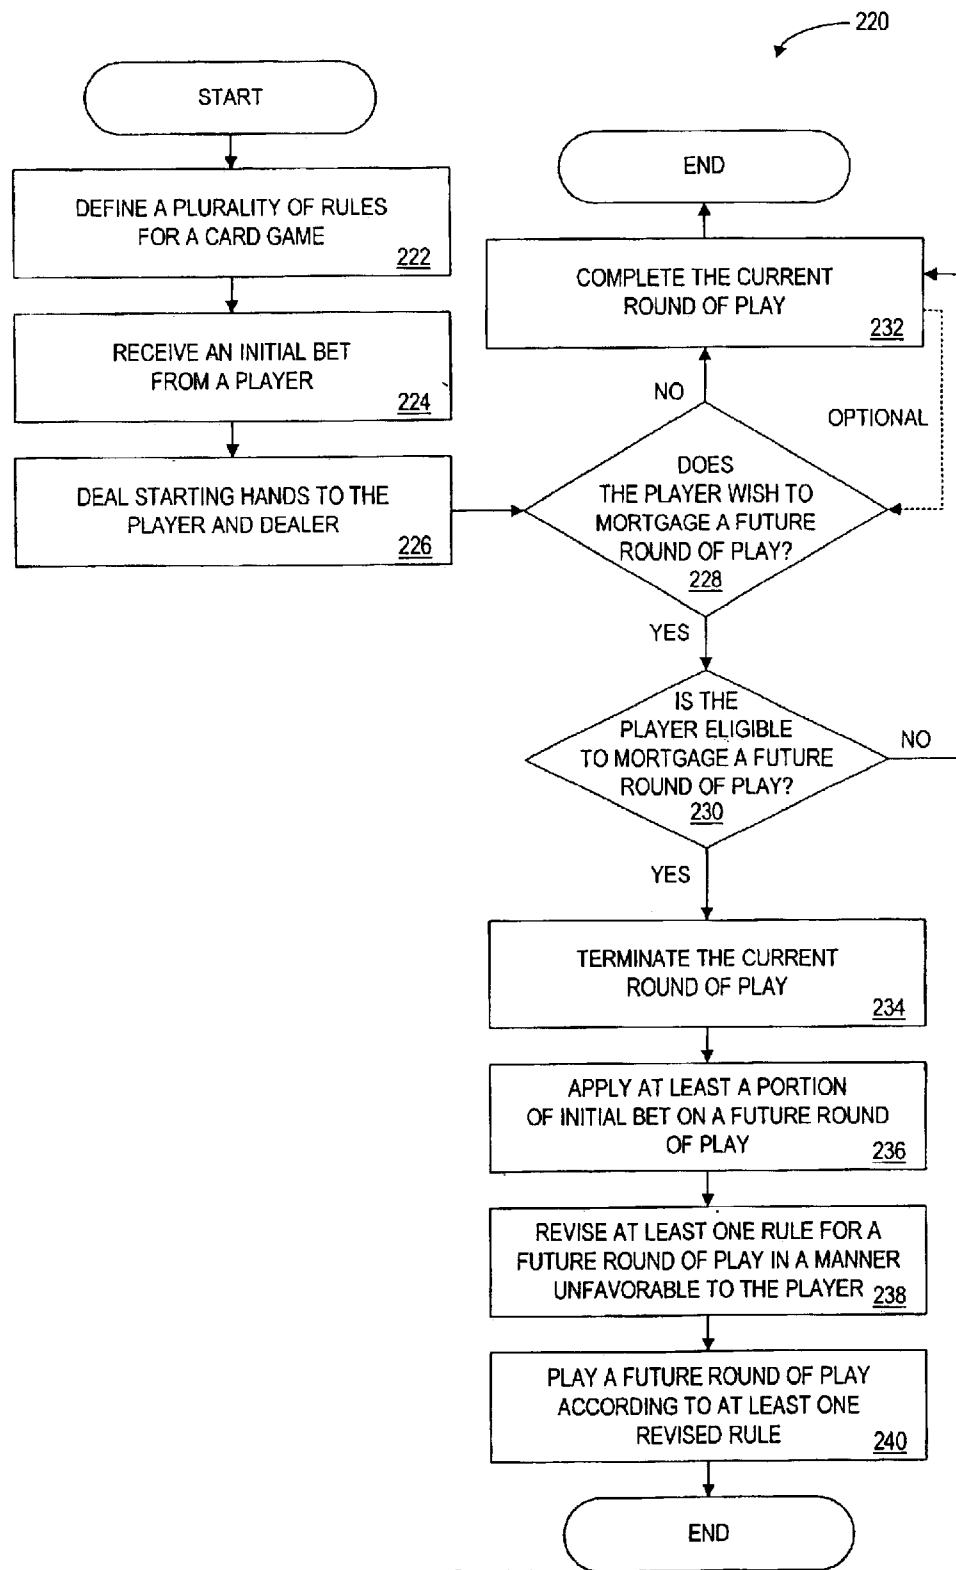 220
START
DEFINE A PLURALITY OF RULES
FOR A CARD GAME
222
RECEIVE AN INITIAL BET
FROM A PLAYER
224
DEAL STARTING HANDS TO THE
PLAYER AND DEALER
226
END
COMPLETE THE CURRENT
ROUND OF PLAY
232
NO
OPTIONAL
DOES
THE PLAYER WISH TO
MORTGAGE A FUTURE
ROUND OF PLAY?
228
YES
IS THE
PLAYER ELIGIBLE
TO MORTGAGE A FUTURE
ROUND OF PLAY?
230
NO
YES
TERMINATE THE CURRENT
ROUND OF PLAY
234
APPLY AT LEAST A PORTION
OF INITIAL BET ON A FUTURE ROUND
OF PLAY
236
REVISE AT LEAST ONE RULE FOR A
FUTURE ROUND OF PLAY IN A MANNER
UNFAVORABLE TO THE PLAYER
238
PLAY A FUTURE ROUND OF PLAY
ACCORDING TO AT LEAST ONE
REVISED RULE
240
END